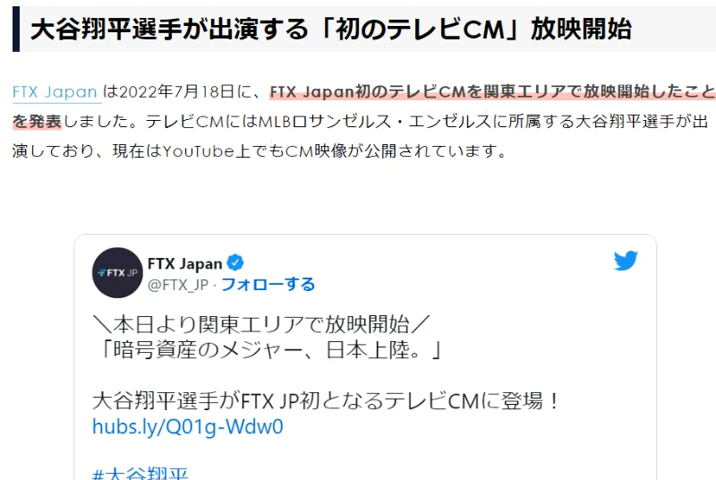 大谷翔平選手が出演する「初のテレビCM」放映開始
FTX Japan は2022年7月18日に、FTX Japan初のテレビCMを関東エリアで放映開始したこと
を発表しました。テレビCMにはMLBロサンゼルス・エンゼルスに所属する大谷翔平選手が出
演しており、現在はYouTube上でもCM映像が公開されています。
FTX JP
FTX Japan
@FTX_JP · フォローする
＼本日より関東エリアで放映開始／
「暗号資産のメジャー、日本上陸。」
大谷翔平選手がFTX JP初となるテレビCMに登場！
hubs.ly/Q01g-Wdw0
#大谷翔平